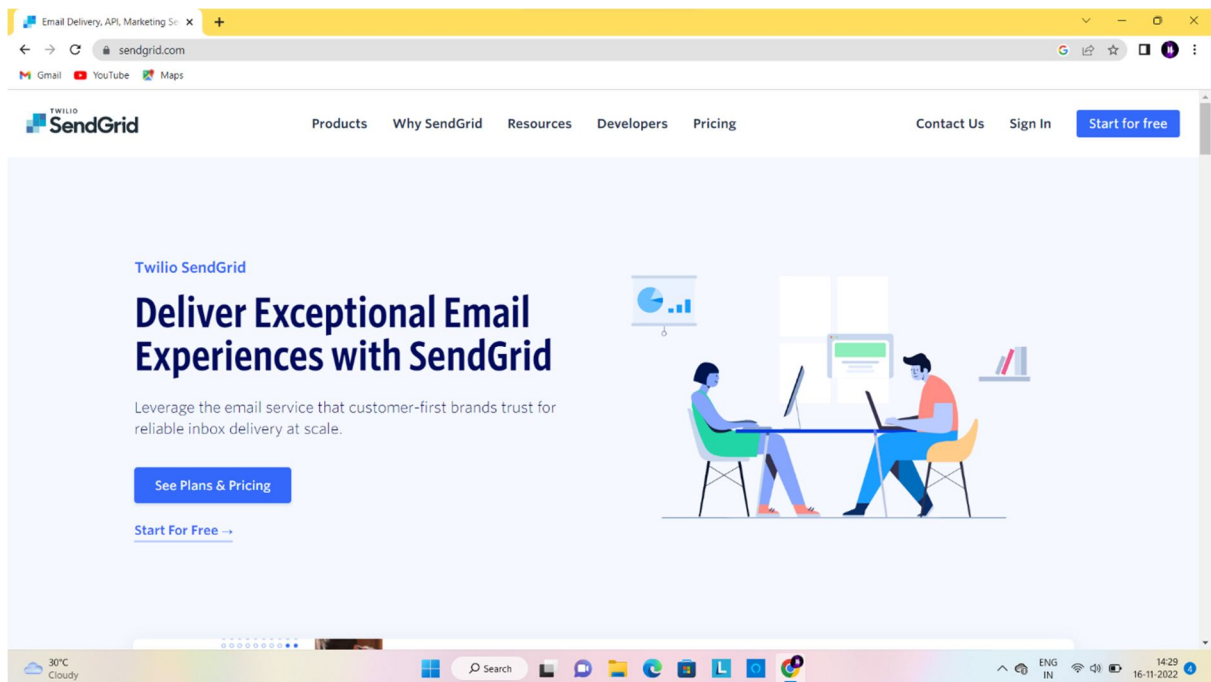 Email Delivery, API, Marketing Se
sendgrid.com
Gmail YouTube Maps
TWILIO
SendGrid
Products Why SendGrid Resources Developers Pricing Contact Us Sign In Start for free
Twilio SendGrid
Deliver Exceptional Email
Experiences with SendGrid
Leverage the email service that customer-first brands trust for
reliable inbox delivery at scale.
See Plans & Pricing
Start For Free →
30°C
Cloudy
Search
ENG
IN
14:29
16-11-2022
4